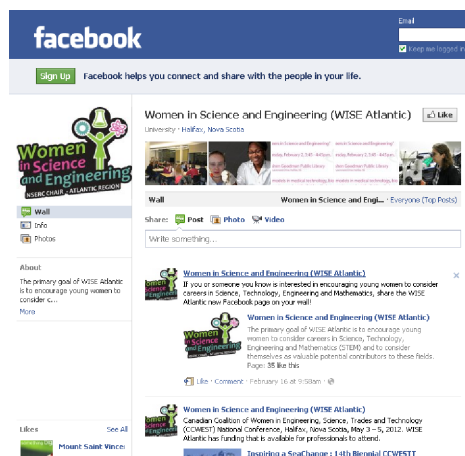 facebook
Email
Keep me logged in
Sign Up
Facebook helps you connect and share with the people in your life.
Women
in Science
and Engineering
NSERC CHAIR - ATLANTIC REGION
Wall
Info
Photos
About
The primary goal of WISE Atlantic
is to encourage young women to
consider c...
More
Likes
See All
Mount Saint Vincen
Women in Science and Engineering (WISE Atlantic)
Like
University · Halifax, Nova Scotia
Wall
Women in Science and Engi... · Everyone (Top Posts)
Share: Post Photo Video
Write something...
Women in Science and Engineering (WISE Atlantic)
If you or someone you know is interested in encouraging young women to consider
careers in Science, Technology, Engineering and Mathematics, share the WISE
Atlantic new Facebook page on your wall!
Women in Science and Engineering (WISE Atlantic)
The primary goal of WISE Atlantic is to encourage young
women to consider careers in Science, Technology,
Engineering and Mathematics (STEM) and to consider
themselves as valuable potential contributors to these fields.
Page: 35 like this
Like · Comment · February 16 at 9:58am ·
Women in Science and Engineering (WISE Atlantic)
Canadian Coalition of Women in Engineering, Science, Trades and Technology
(CCWEST) National Conference, Halifax, Nova Scotia, May 3 – 5, 2012. WISE
Atlantic has funding that is available for professionals to attend.
Inspiring a SeaChange : 14th Biennial CCWESTT